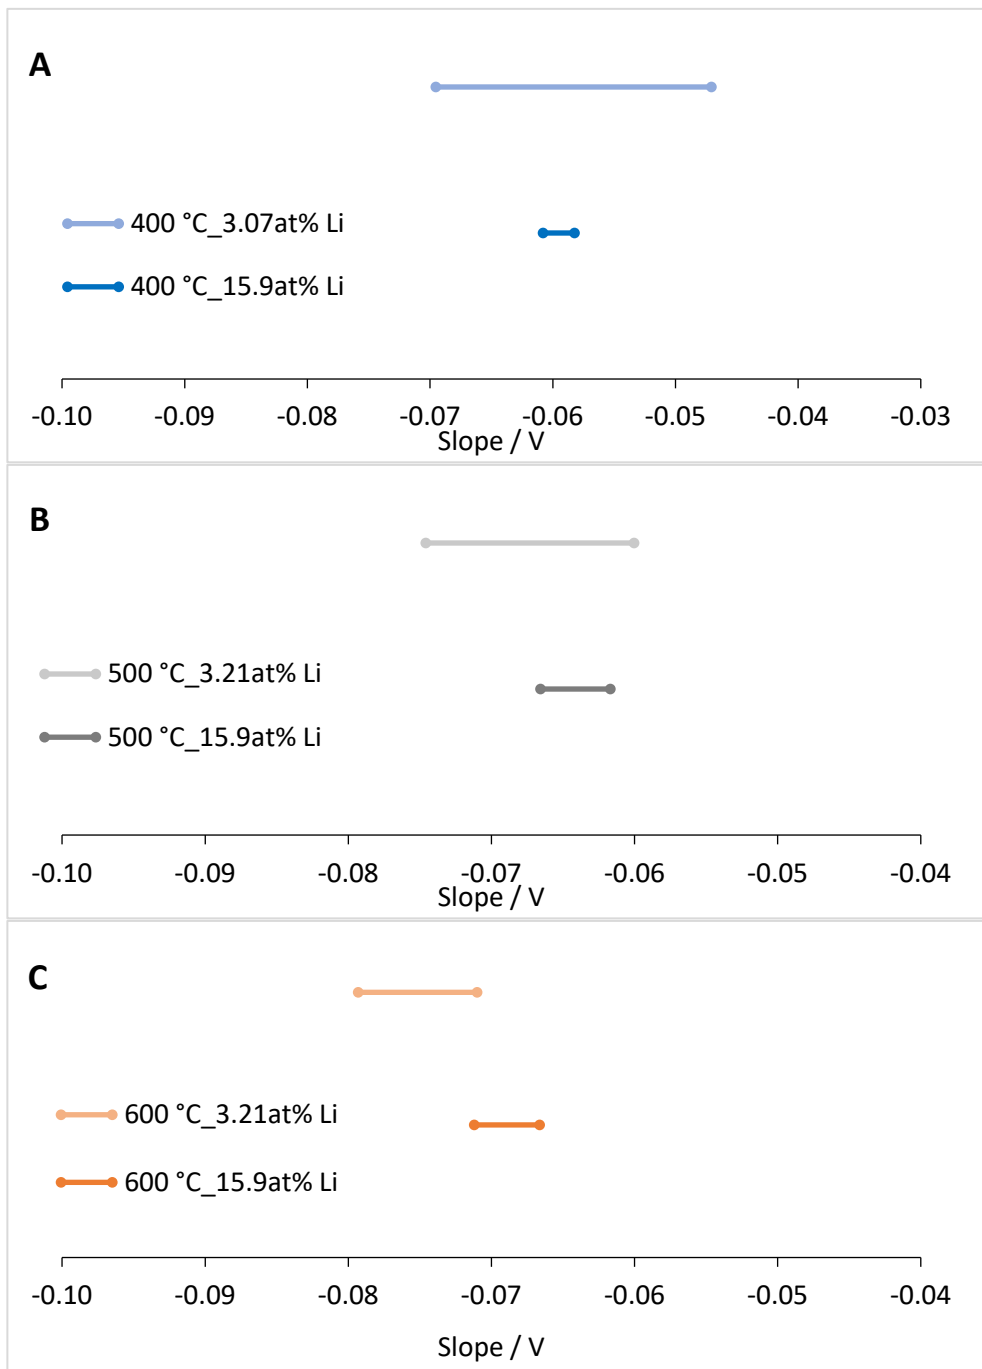 A
400 °C_3.07at% Li
400 °C_15.9at% Li
-0.10 -0.09 -0.08 -0.07 -0.06 -0.05 -0.04 -0.03
Slope / V
B
500 °C_3.21at% Li
500 °C_15.9at% Li
-0.10 -0.09 -0.08 -0.07 -0.06 -0.05 -0.04
Slope / V
C
600 °C_3.21at% Li
600 °C_15.9at% Li
-0.10 -0.09 -0.08 -0.07 -0.06 -0.05 -0.04
Slope / V